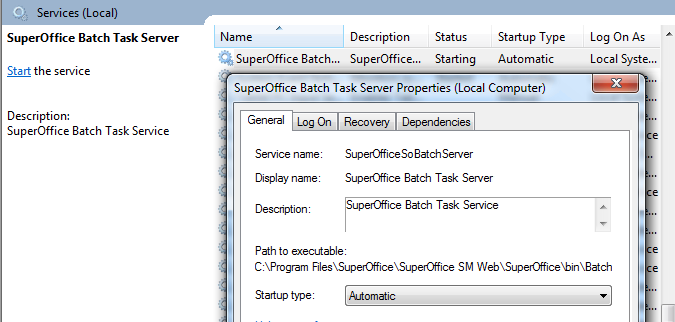 Services (Local)
SuperOffice Batch Task Server
Start the service
Description:
SuperOffice Batch Task Service
Name Description Status Startup Type Log On As
SuperOffice Batch... SuperOffice... Starting Automatic Local Syste...
SuperOffice Batch Task Server Properties (Local Computer)
General Log On Recovery Dependencies
Service name: SuperOfficeSoBatchServer
Display name: SuperOffice Batch Task Server
Description: SuperOffice Batch Task Service
Path to executable:
C:\Program Files\SuperOffice\SuperOffice SM Web\SuperOffice\bin\Batch
Startup type: Automatic